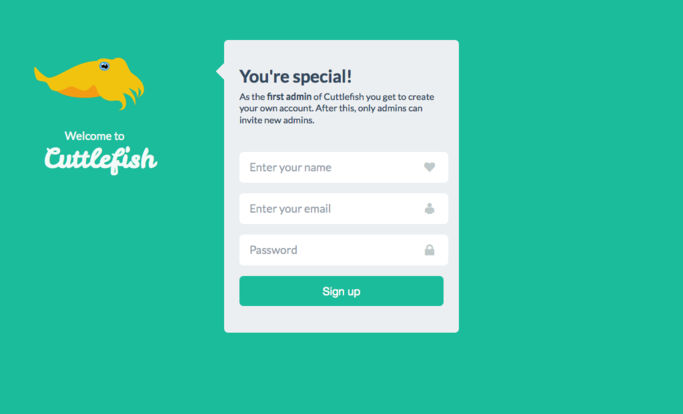 Welcome to
Cuttlefish
You're special!
As the first admin of Cuttlefish you get to create
your own account. After this, only admins can
invite new admins.
Enter your name
Enter your email
Password
Sign up